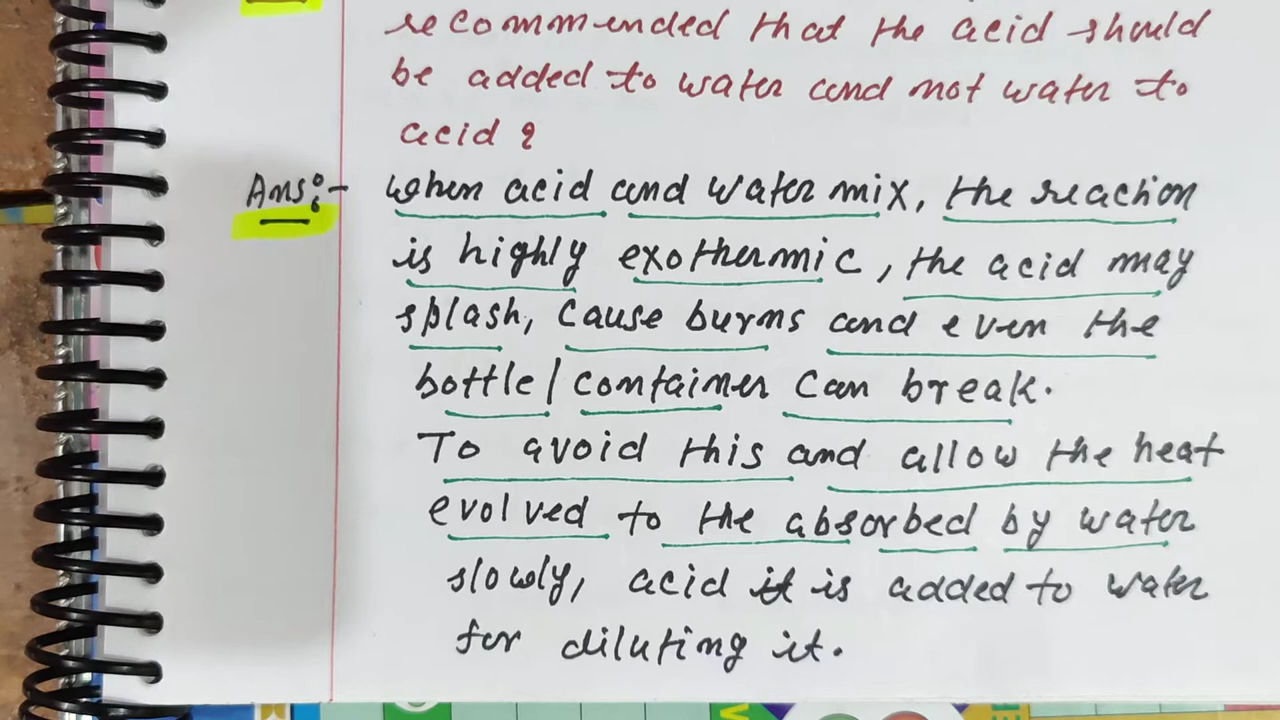 recommended that the acid should
be added to water and not water to
acid ?
Ans:- when acid and water mix, the reaction
is highly exothermic, the acid may
splash, cause burns and even the
bottle/container can break.
To avoid this and allow the heat
evolved to the absorbed by water
slowly, acid it is added to water
for diluting it.